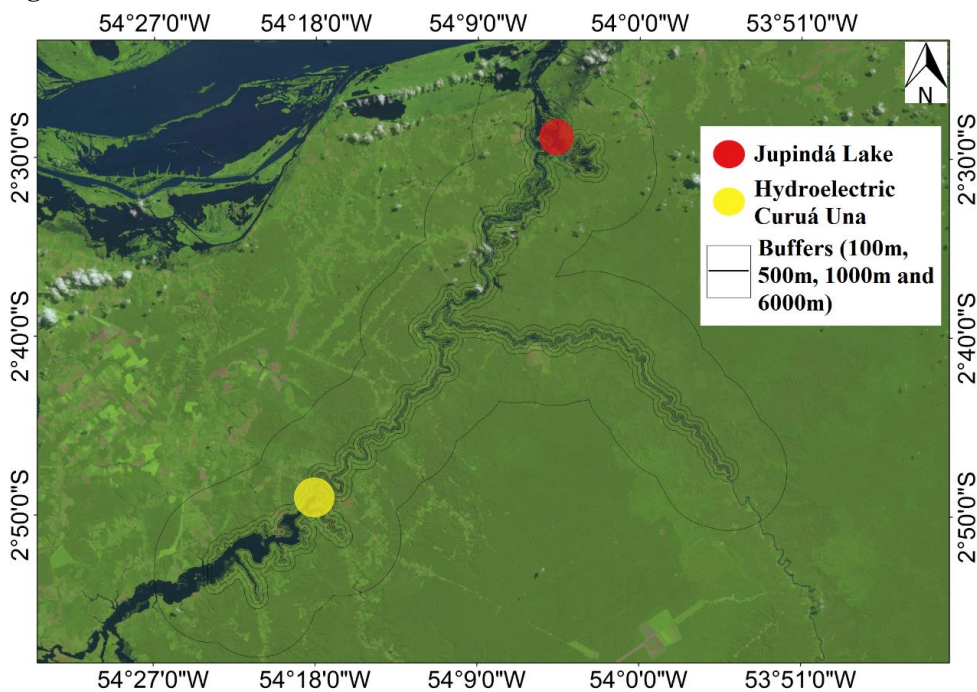 54°27'0"W 54°18'0"W 54°9'0"W 54°0'0"W 53°51'0"W
N
2°30'0"S
2°40'0"S
2°50'0"S
Jupindá Lake
Hydroelectric
Curuá Una
Buffers (100m,
500m, 1000m and
6000m)
2°30'0"S
2°40'0"S
2°50'0"S
54°27'0"W 54°18'0"W 54°9'0"W 54°0'0"W 53°51'0"W